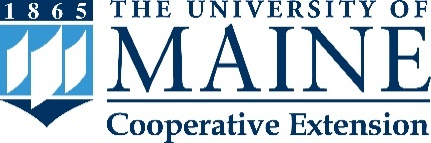 1865
THE UNIVERSITY OF
MAINE
Cooperative Extension